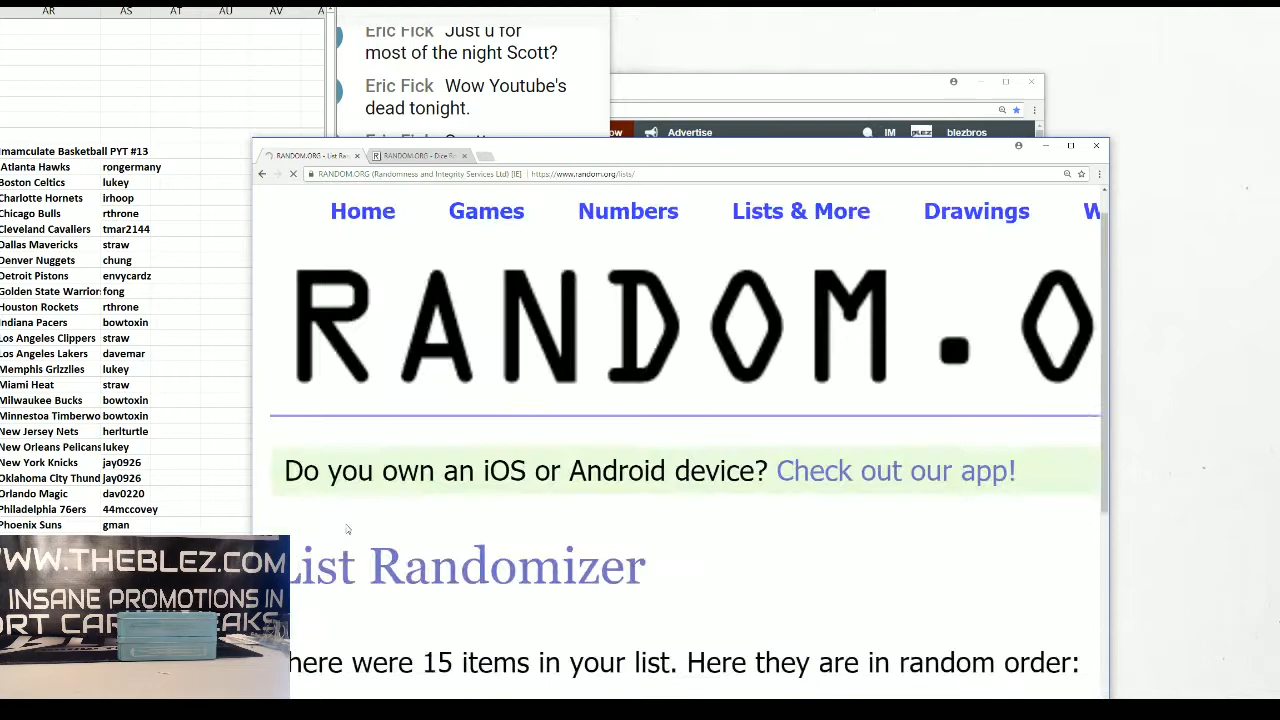 AR AS AT AU AV A
Eric Fick Just u for
most of the night Scott?
Eric Fick Wow Youtube's
dead tonight.
ow Advertise IM BLEZ blezbros
Imamculate Basketball PYT #13
Atlanta Hawks rongermany
Boston Celtics lukey
Charlotte Hornets irhoop
Chicago Bulls rthrone
Cleveland Cavaliers tmar2144
Dallas Mavericks straw
Denver Nuggets chung
Detroit Pistons envycardz
Golden State Warrior fong
Houston Rockets rthrone
Indiana Pacers bowtoxin
Los Angeles Clippers straw
Los Angeles Lakers davemar
Memphis Grizzlies lukey
Miami Heat straw
Milwaukee Bucks bowtoxin
Minnestoa Timberwo bowtoxin
New Jersey Nets herlturtle
New Orleans Pelicans lukey
New York Knicks jay0926
Oklahoma City Thund jay0926
Orlando Magic dav0220
Philadelphia 76ers 44mccovey
Phoenix Suns gman
RANDOM.ORG - List Ra
RANDOM.ORG - Dice Ro
RANDOM.ORG (Randomness and Integrity Services Ltd) [IE] https://www.random.org/lists/
Home Games Numbers Lists & More Drawings W
RANDOM.O
Do you own an iOS or Android device? Check out our app!
List Randomizer
here were 15 items in your list. Here they are in random order:
WWW.THEBLEZ.COM
INSANE PROMOTIONS IN
ORT CAR EAKS